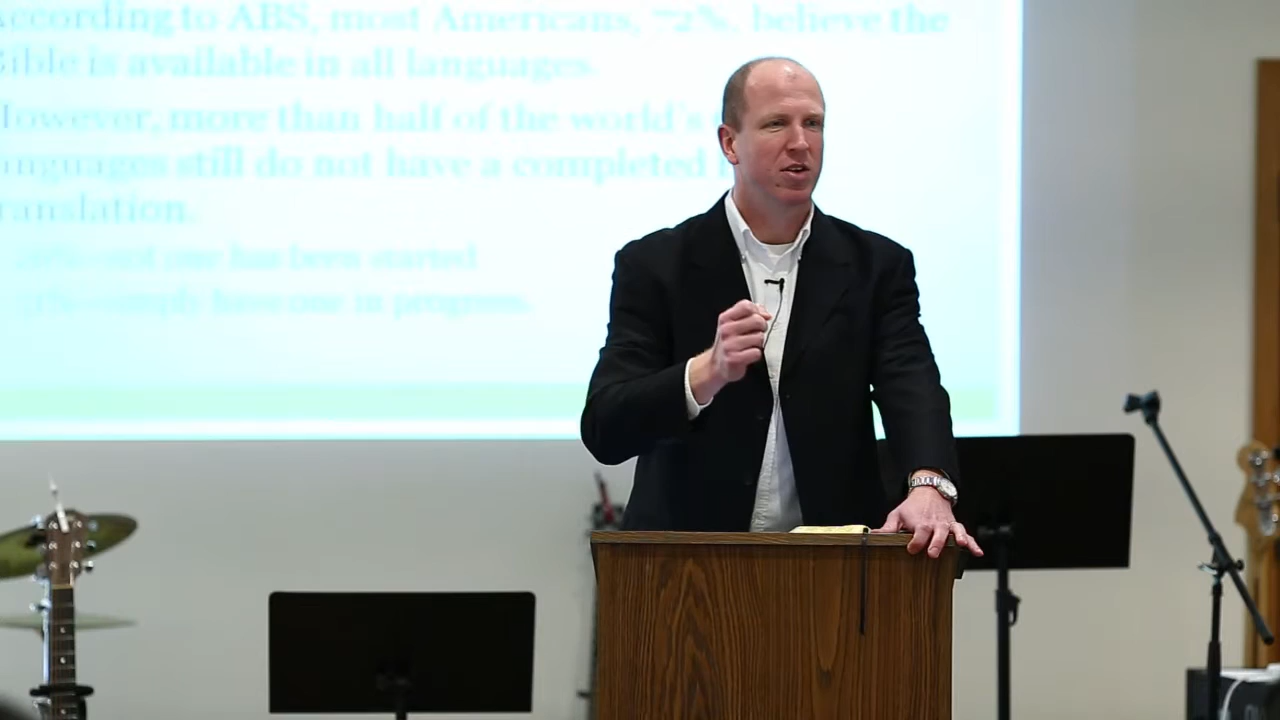 According to ABS, most Americans, 72%, believe the
Bible is available in all languages.
However, more than half of the world's
languages still do not have a completed
translation.
not one has been started
simply have one in progress.